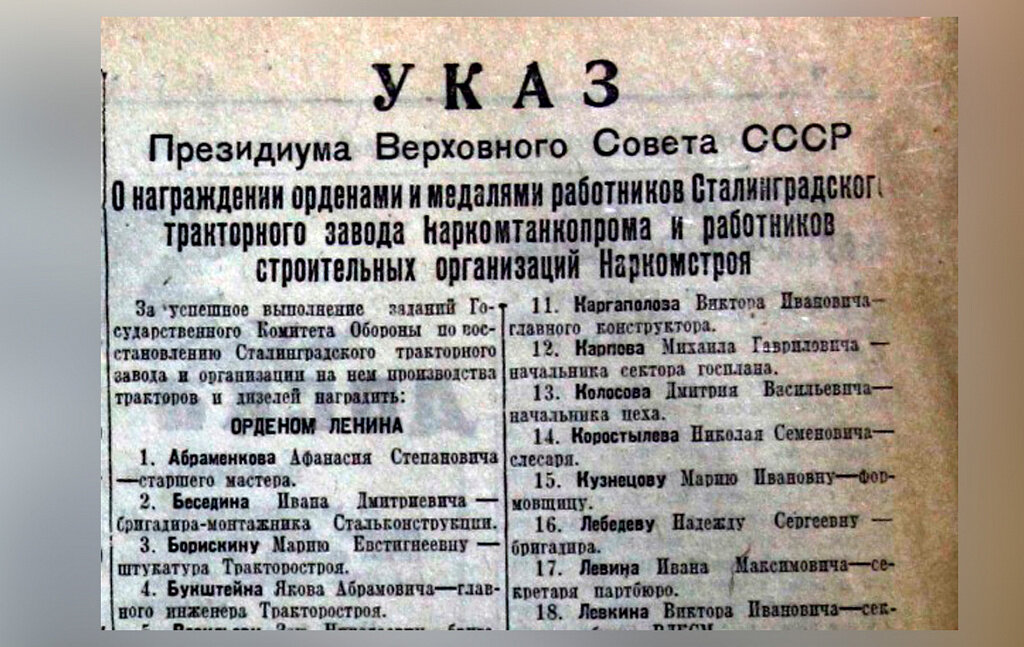 УКАЗ
Президиума Верховного Совета СССР
О награждении орденами и медалями работников Сталинградског
тракторного завода Наркомтанкопрома и работников
строительных организаций Наркомстроя
За успешное выполнение заданий Го-
сударственного Комитета Обороны по вос-
становлению Сталинградского тракторного
завода и организации на нем производства
тракторов и дизелей наградить:
ОРДЕНОМ ЛЕНИНА
1. Абраменкова Афанасия Степановича
—старшего мастера.
2. Беседина Ивана Дмитриевича —
бригадира-монтажника Стальконструкции.
3. Борискину Марию Евстигнеевну —
штукатура Тракторостроя.
4. Букштейна Якова Абрамовича—глав-
ного инженера Тракторостроя.
11. Каргаполова Виктора Ивановича—
главного конструктора.
12. Карпова Михаила Гавриловича —
начальника сектора госплана.
13. Колосова Дмитрия Васильевича—
начальника цеха.
14. Коростылева Николая Семеновича—
слесаря.
15. Кузнецову Марию Ивановну—фор-
мовщицу.
16. Лебедеву Надежду Сергеевну —
бригадира.
17. Левина Ивана Максимовича—се-
кретаря партбюро.
18. Левкина Виктора Ивановича—сек-